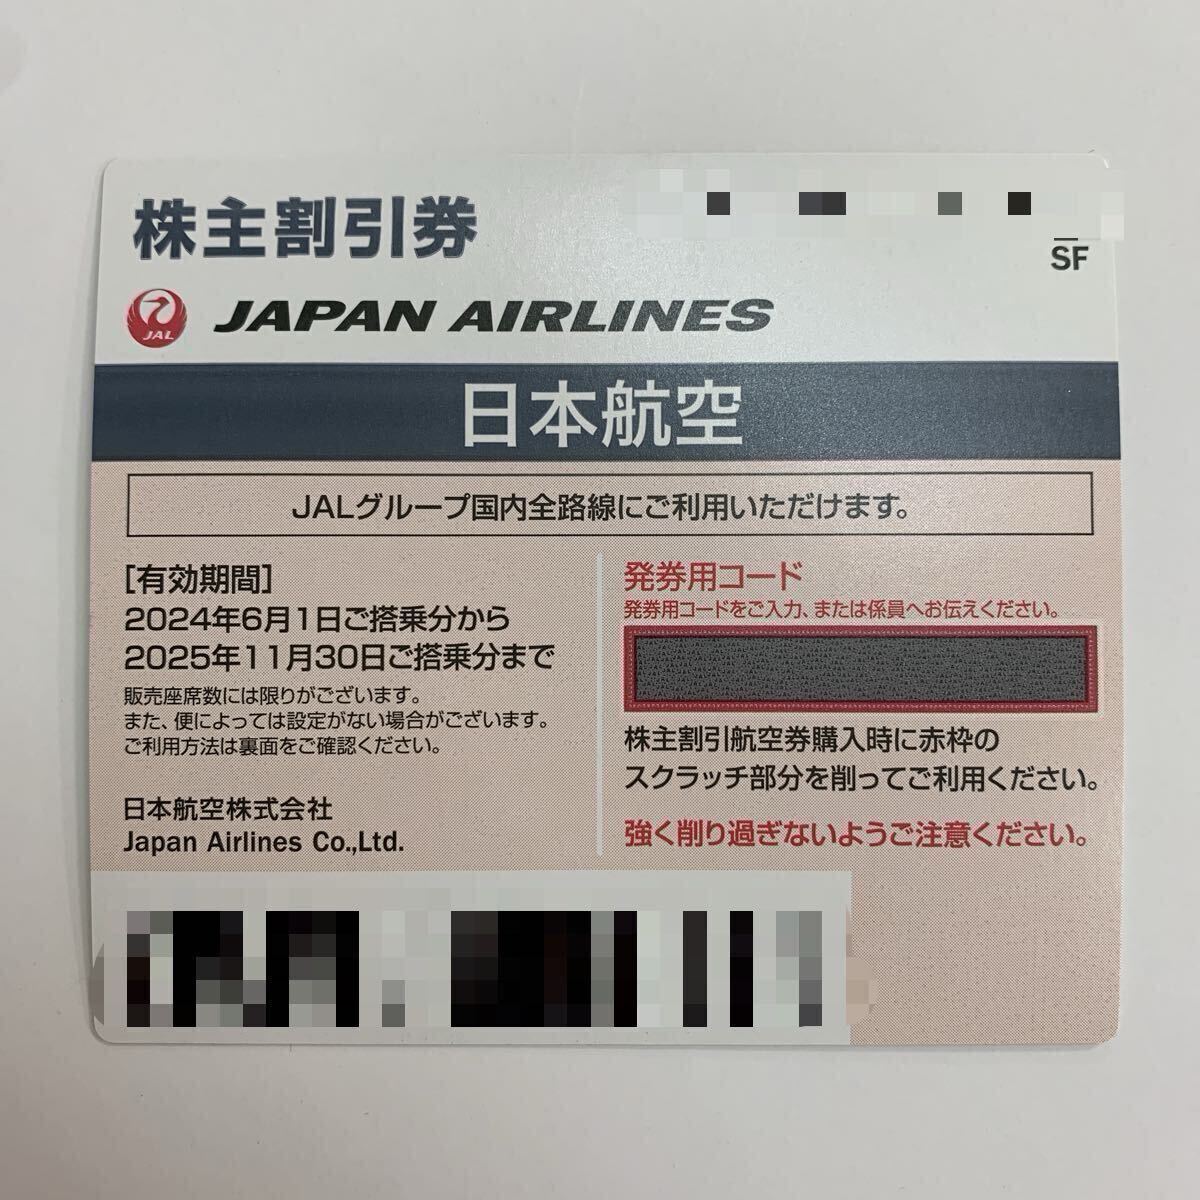 株主割引券
SF
JAL JAPAN AIRLINES
日本航空
JALグループ国内全路線にご利用いただけます。
[有効期間]
2024年6月1日ご搭乗分から
2025年11月30日ご搭乗分まで
販売座席数には限りがございます。
また、便によっては設定がない場合がございます。
ご利用方法は裏面をご確認ください。
日本航空株式会社
Japan Airlines Co.,Ltd.
発券用コード
発券用コードをご入力、または係員へお伝えください。
株主割引航空券購入時に赤枠の
スクラッチ部分を削ってご利用ください。
強く削り過ぎないようご注意ください。